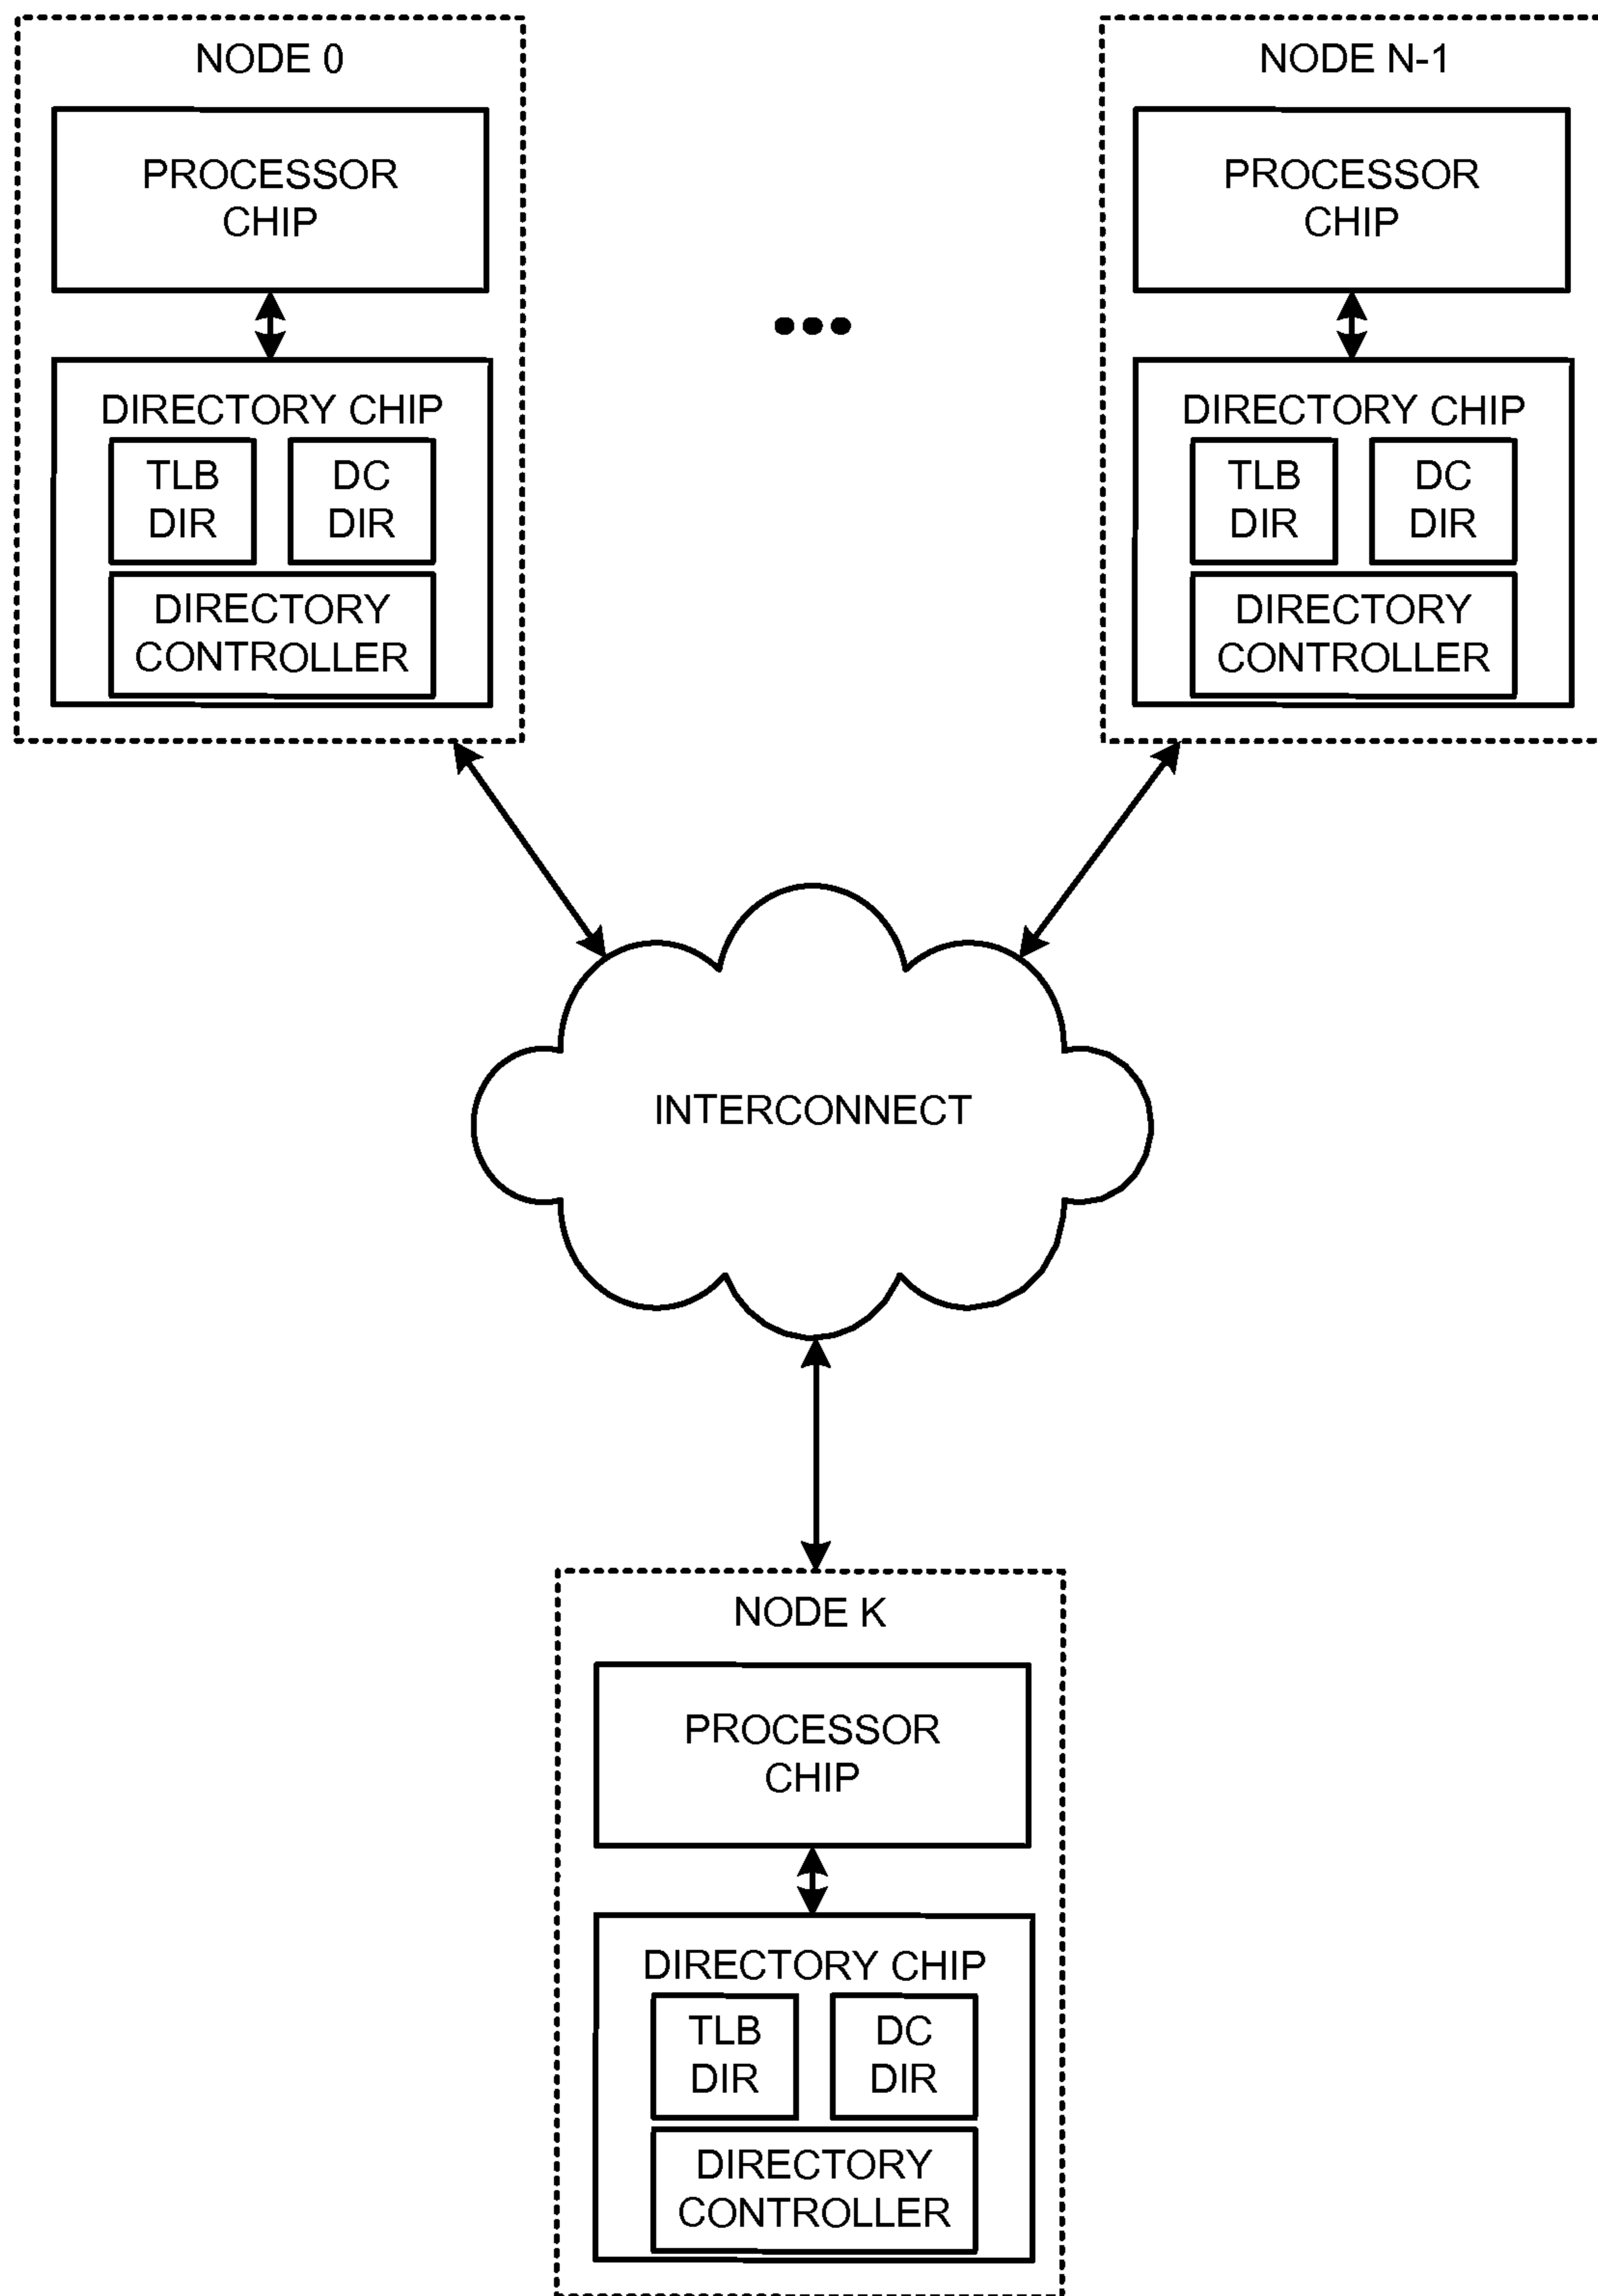 NODE 0
PROCESSOR
CHIP
DIRECTORY CHIP
TLB
DIR
DC
DIR
DIRECTORY
CONTROLLER
...
NODE N-1
PROCESSOR
CHIP
DIRECTORY CHIP
TLB
DIR
DC
DIR
DIRECTORY
CONTROLLER
INTERCONNECT
NODE K
PROCESSOR
CHIP
DIRECTORY CHIP
TLB
DIR
DC
DIR
DIRECTORY
CONTROLLER